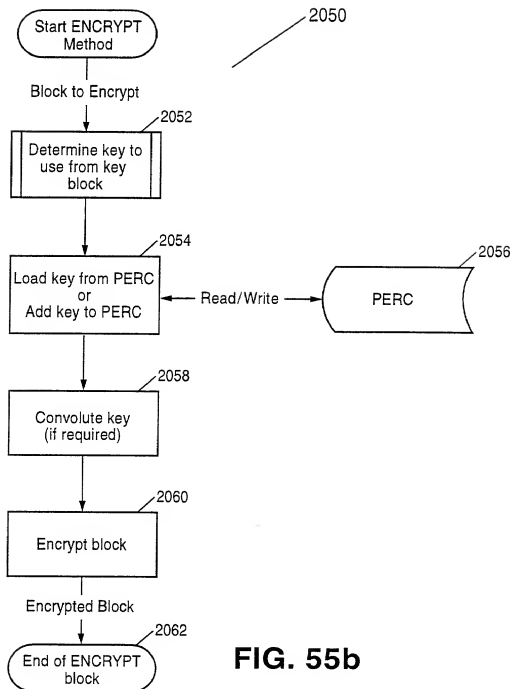 Start ENCRYPT
Method
2050
Block to Encrypt
2052
Determine key to
use from key
block
2054
Load key from PERC
or
Add key to PERC
Read/Write
2056
PERC
2058
Convolute key
(if required)
2060
Encrypt block
Encrypted Block
2062
End of ENCRYPT
block
FIG. 55b